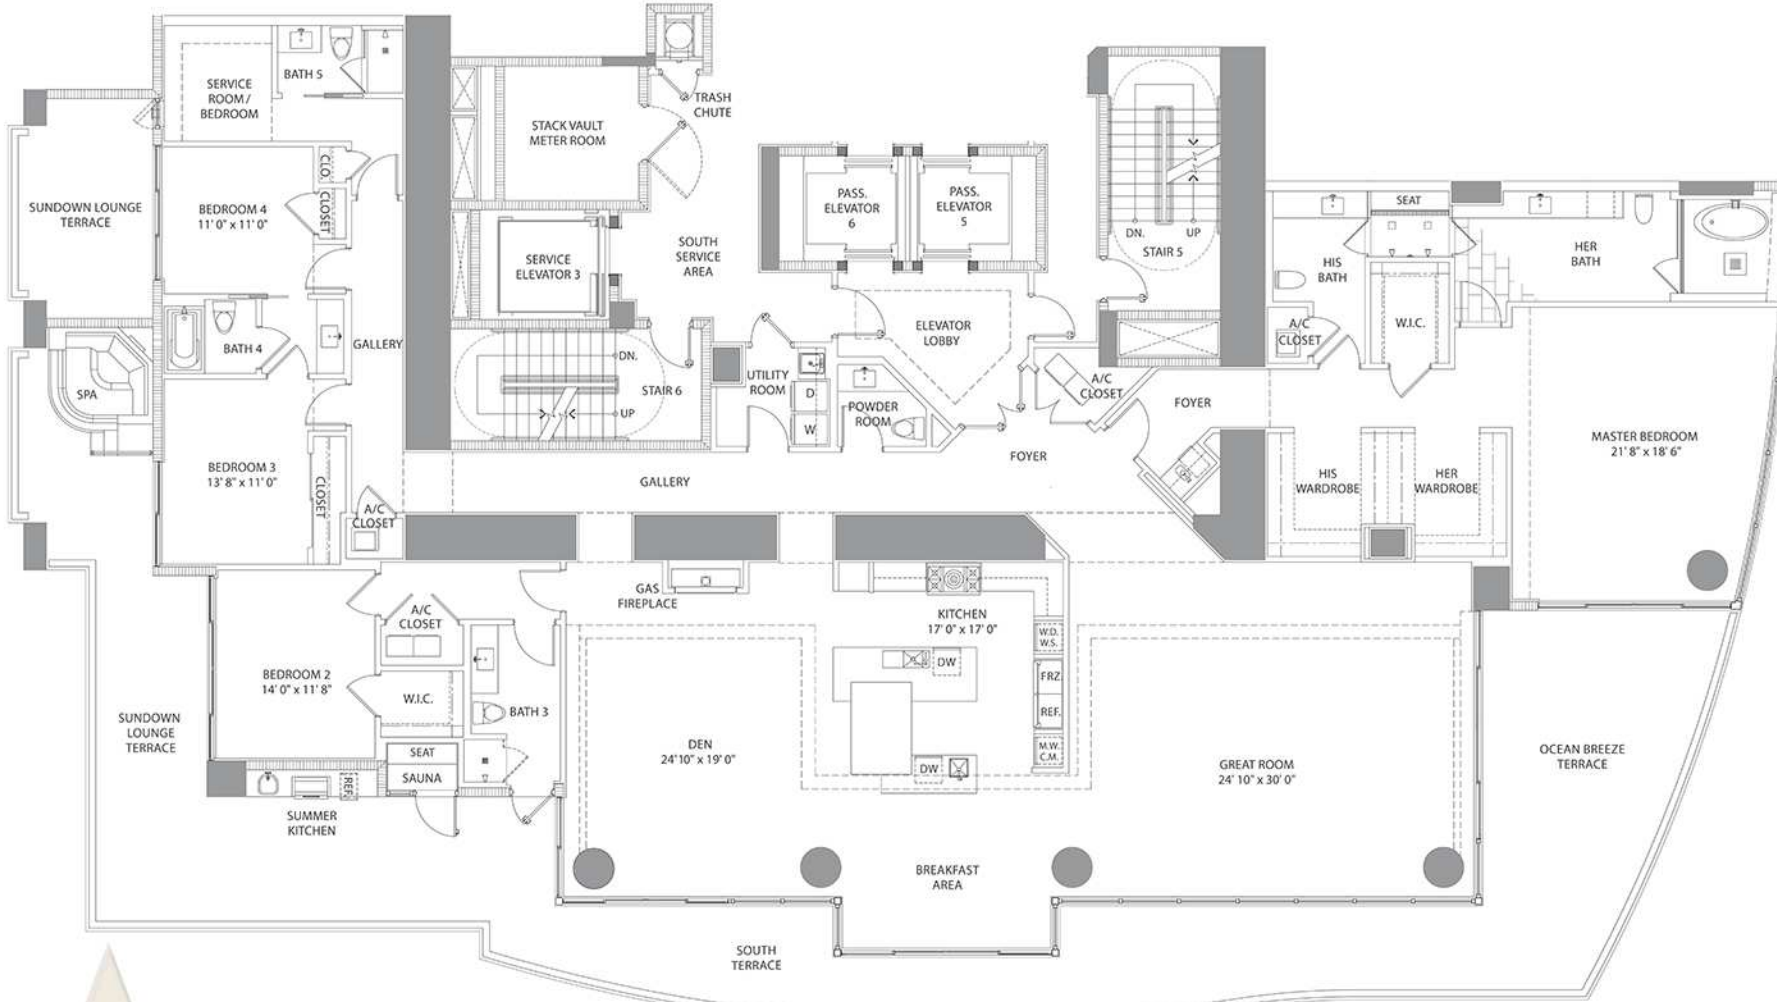 SERVICE
ROOM /
BEDROOM
BATH 5
TRASH
CHUTE
STACK VAULT
METER ROOM
CLO.
CLOSET
SUNDOWN LOUNGE
TERRACE
BEDROOM 4
11' 0" x 11' 0"
PASS.
ELEVATOR
6
PASS.
ELEVATOR
5
DN.
UP
STAIR 5
SEAT
HIS
BATH
HER
BATH
SERVICE
ELEVATOR 3
SOUTH
SERVICE
AREA
ELEVATOR
LOBBY
A/C
CLOSET
W.I.C.
BATH 4
GALLERY
SPA
DN.
STAIR 6
UP
UTILITY
ROOM
D
W
POWDER
ROOM
A/C
CLOSET
FOYER
FOYER
MASTER BEDROOM
21' 8" x 18' 6"
BEDROOM 3
13' 8" x 11' 0"
CLOSET
A/C
CLOSET
GALLERY
HIS
WARDROBE
HER
WARDROBE
GAS
FIREPLACE
A/C
CLOSET
KITCHEN
17' 0" x 17' 0"
W.D.
W.S.
DW
FRZ.
REF.
M.W.
C.M.
DW
BEDROOM 2
14' 0" x 11' 8"
W.I.C.
BATH 3
SEAT
SAUNA
REF.
SUNDOWN
LOUNGE
TERRACE
SUMMER
KITCHEN
DEN
24' 10" x 19' 0"
GREAT ROOM
24' 10" x 30' 0"
OCEAN BREEZE
TERRACE
BREAKFAST
AREA
SOUTH
TERRACE